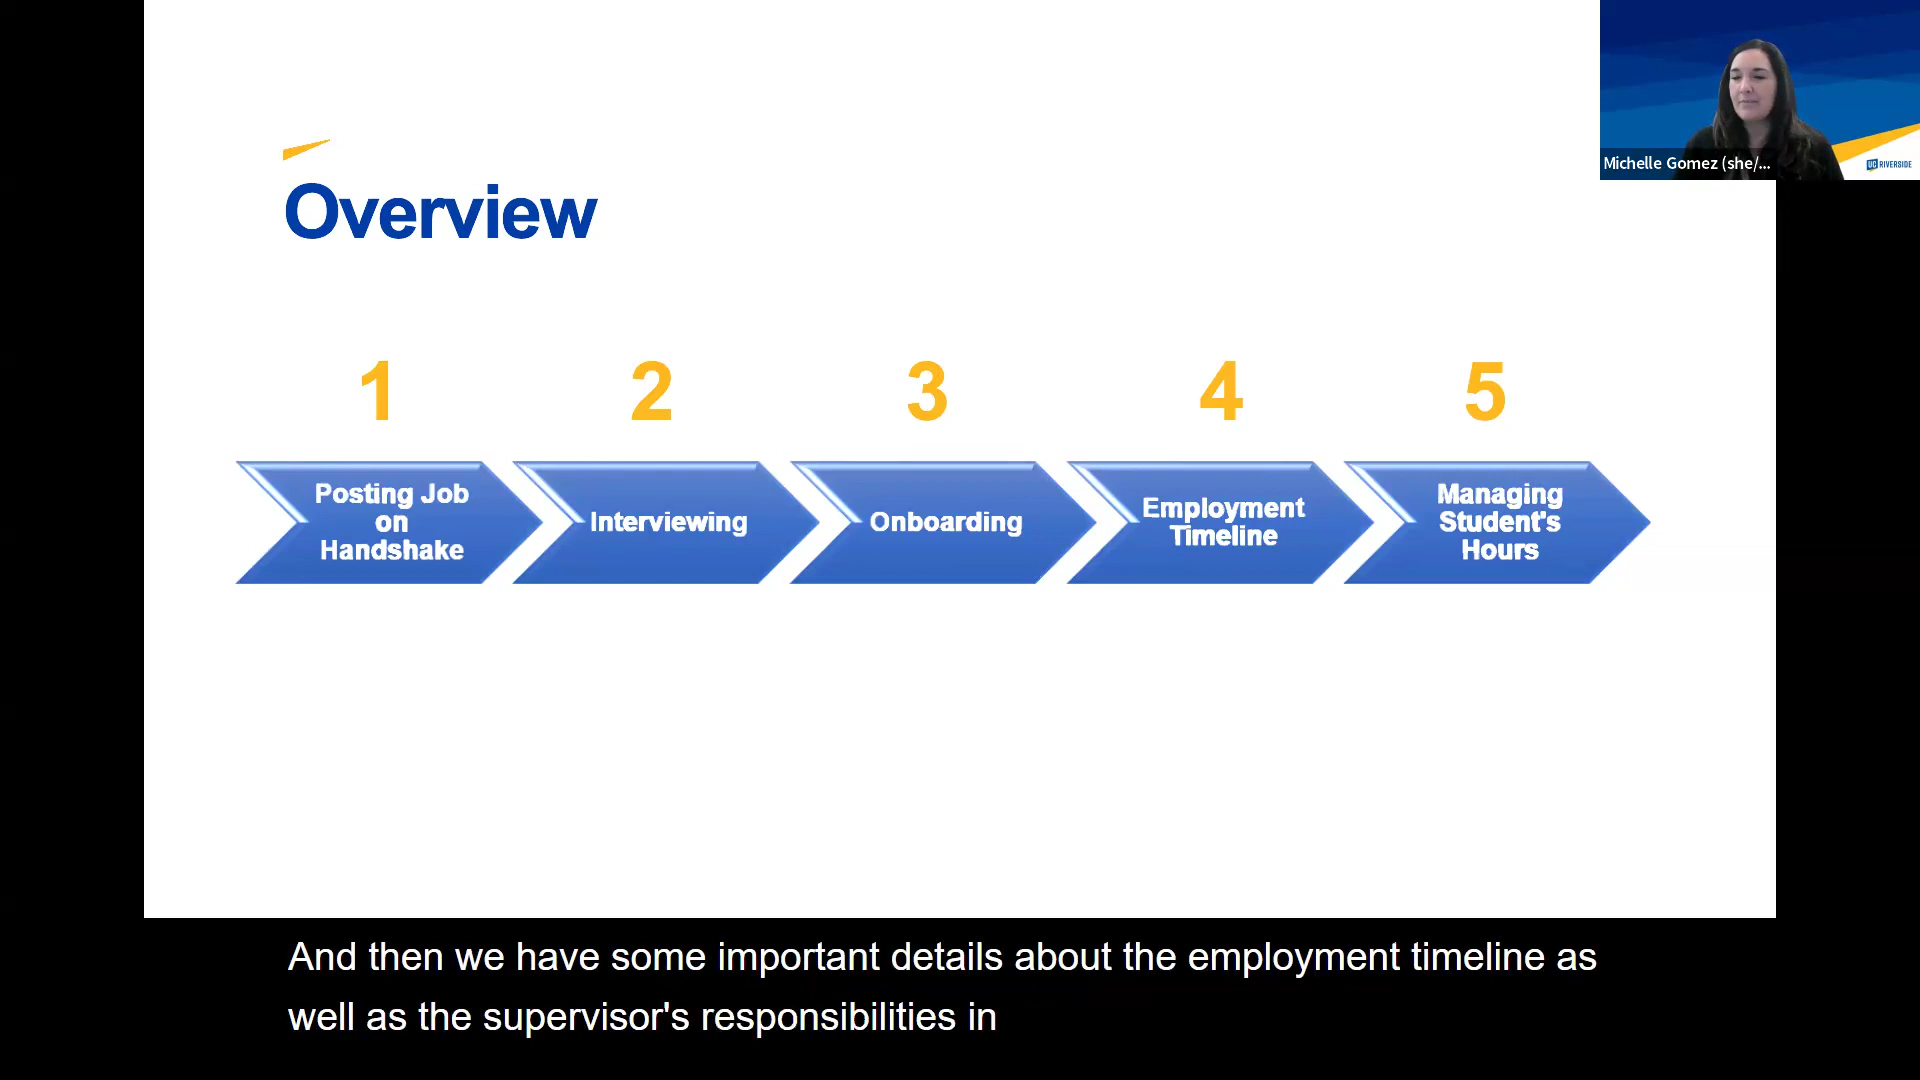 Michelle Gomez (she/...
UC RIVERSIDE
Overview
1
2
3
4
5
Posting Job
on
Handshake
Interviewing
Onboarding
Employment
Timeline
Managing
Student's
Hours
And then we have some important details about the employment timeline as
well as the supervisor's responsibilities in